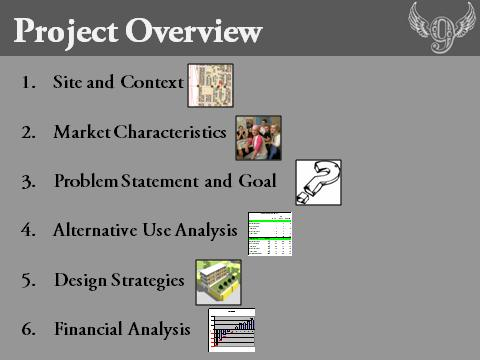 Project Overview
9
1. Site and Context
2. Market Characteristics
3. Problem Statement and Goal
4. Alternative Use Analysis
5. Design Strategies
6. Financial Analysis